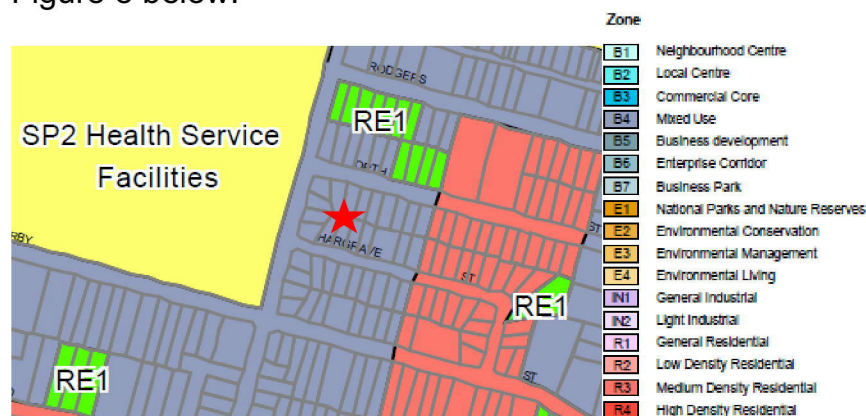 Figure 3 below.
Zone
B1 Neighbourhood Centre
B2 Local Centre
B3 Commercial Core
B4 Mixed Use
B5 Business development
B6 Enterprise Corridor
B7 Business Park
E1 National Parks and Nature Reserves
E2 Environmental Conservation
E3 Environmental Management
E4 Environmental Living
IN1 General Industrial
IN2 Light Industrial
R1 General Residential
R2 Low Density Residential
R3 Medium Density Residential
R4 High Density Residential
RODGERS
RE1
SP2 Health Service
Facilities
ORTH
HARGRAVE
ST
RBY
ST
RE1
RE1
ST